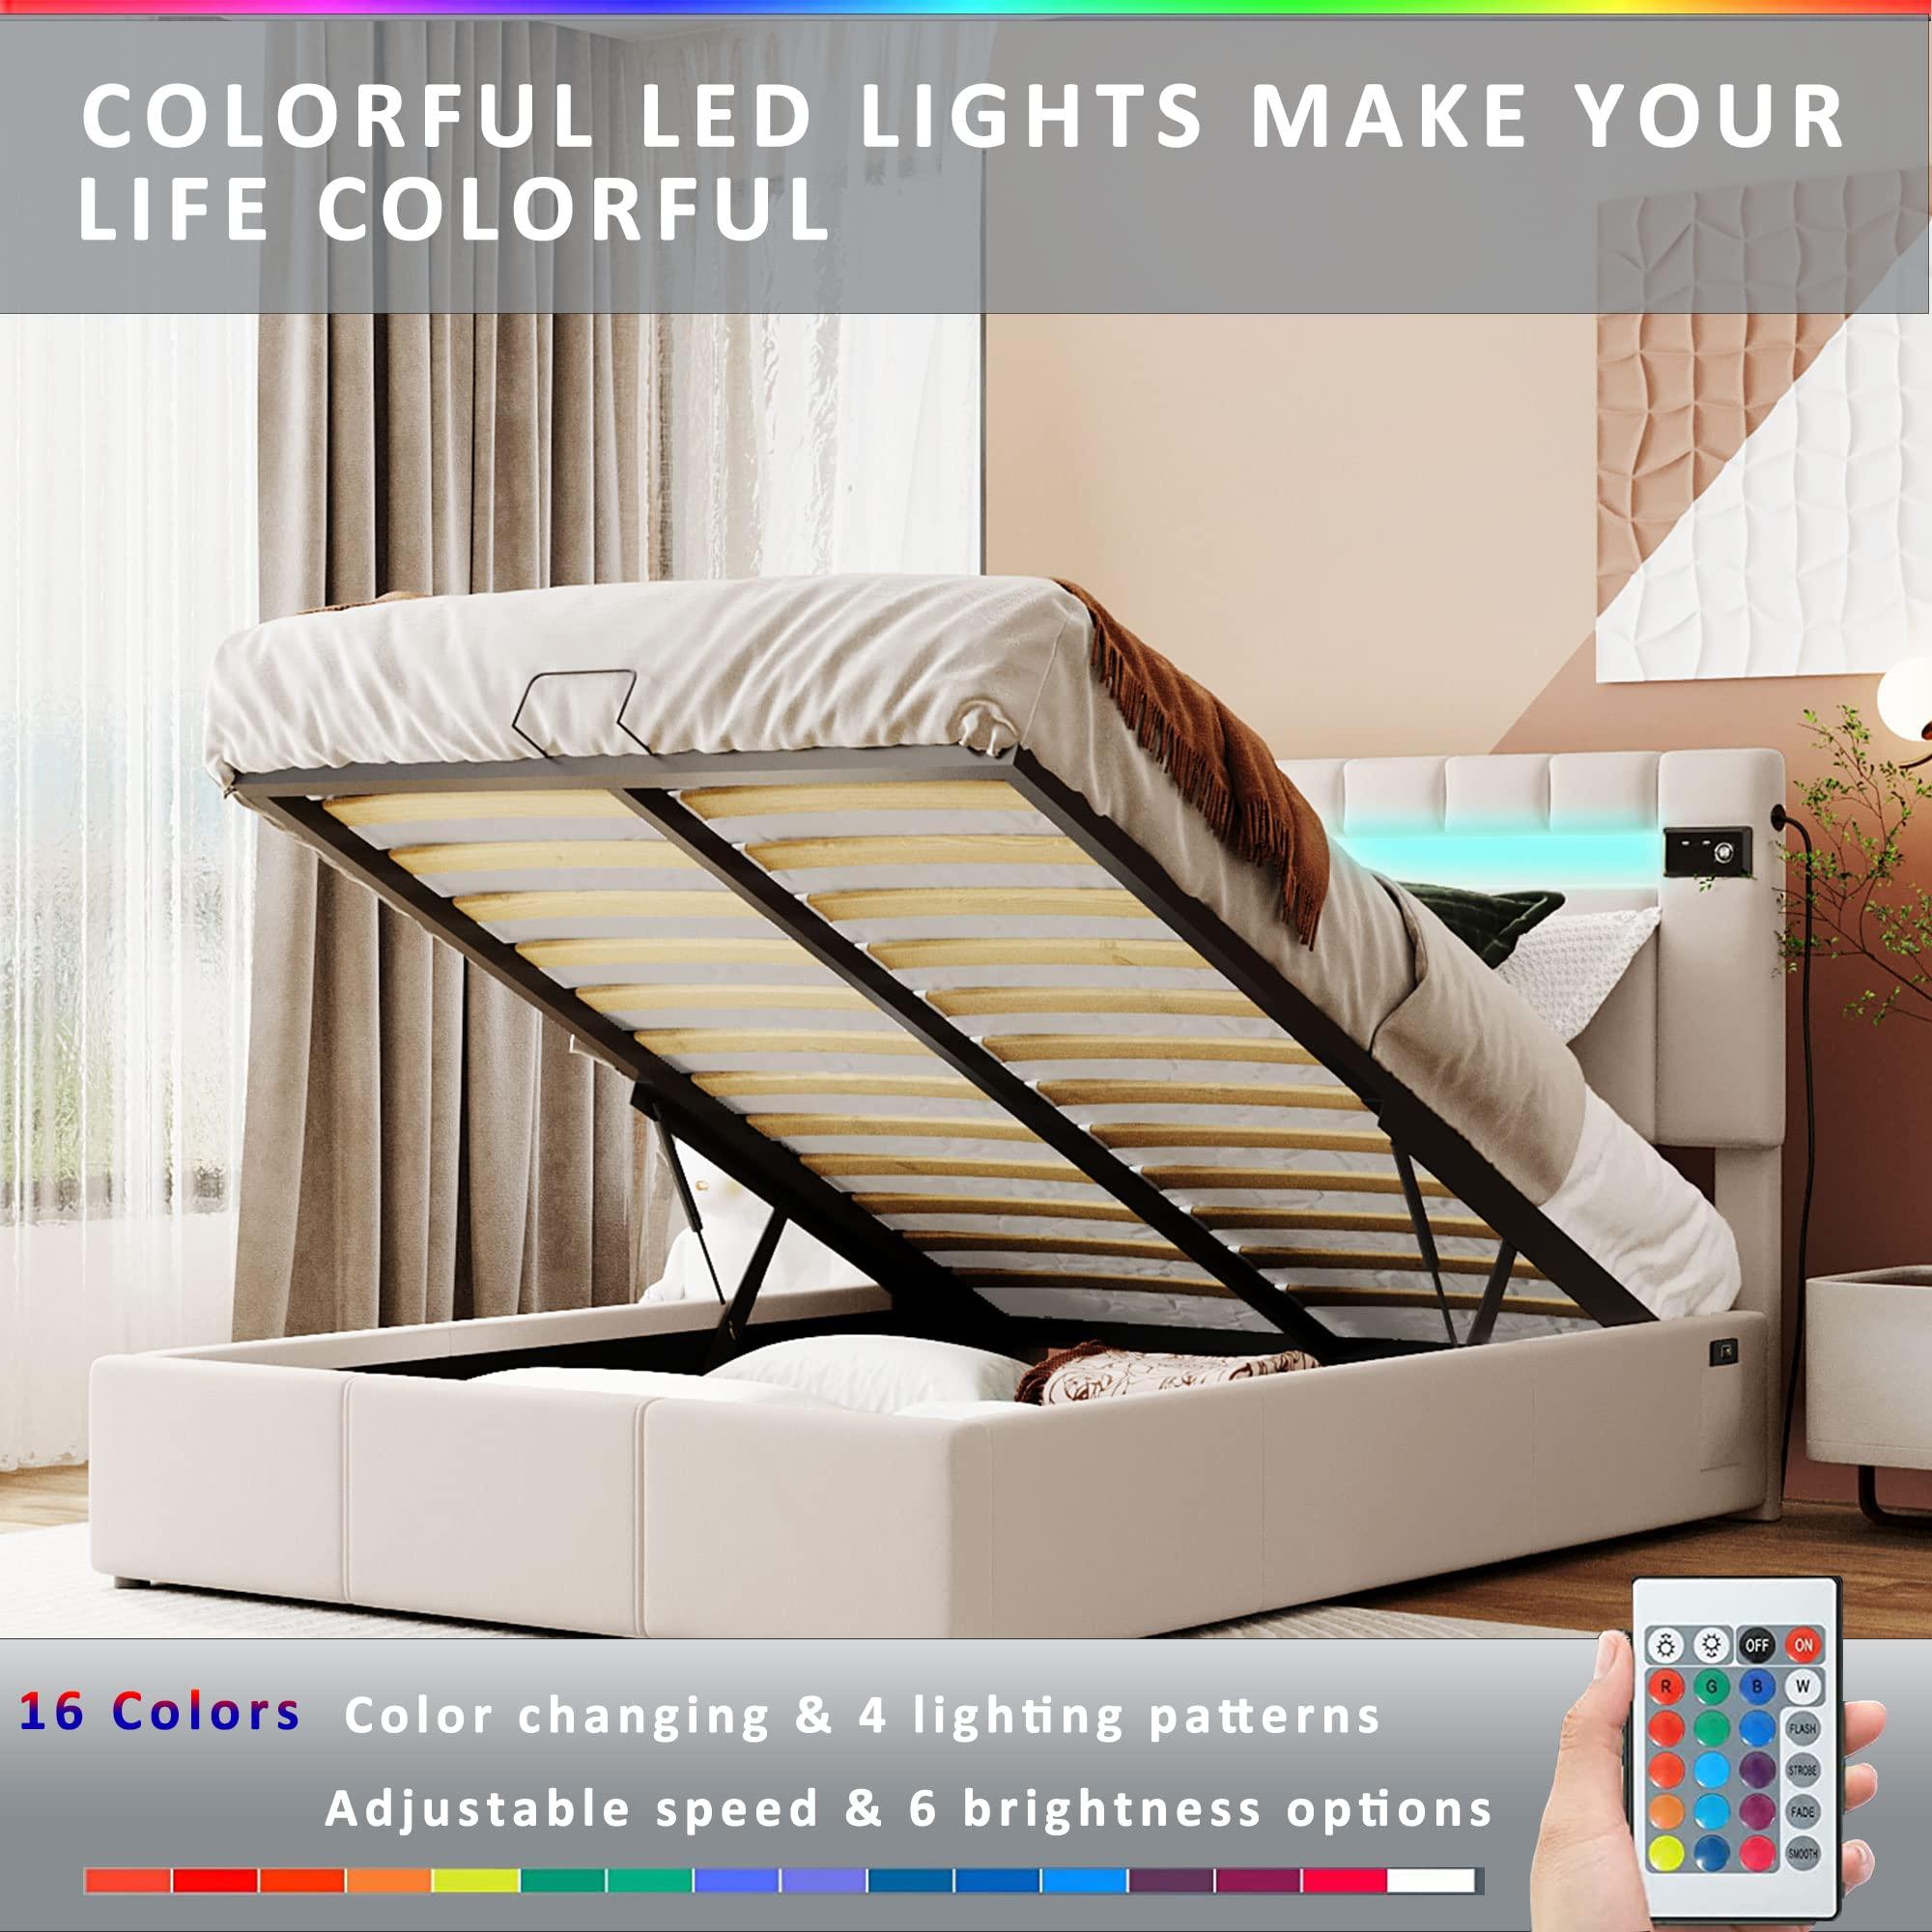 COLORFUL LED LIGHTS MAKE YOUR
LIFE COLORFUL
16 Colors Color changing & 4 lighting patterns
Adjustable speed & 6 brightness options
OFF ON
R G B W
FLASH
STROBE
FADE
SMOOTH